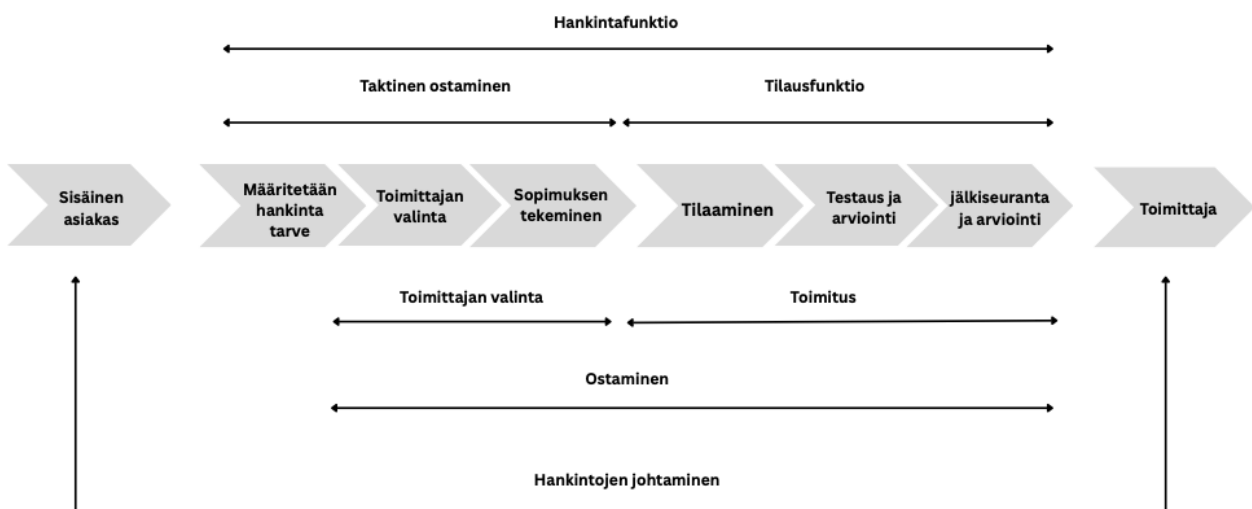 Hankintafunktio
Taktinen ostaminen
Tilausfunktio
Sisäinen
asiakas
Määritetään
hankinta
tarve
Toimittajan
valinta
Sopimuksen
tekeminen
Tilaaminen
Testaus ja
arviointi
jälkiseuranta
ja arviointi
Toimittaja
Toimittajan valinta
Toimitus
Ostaminen
Hankintojen johtaminen